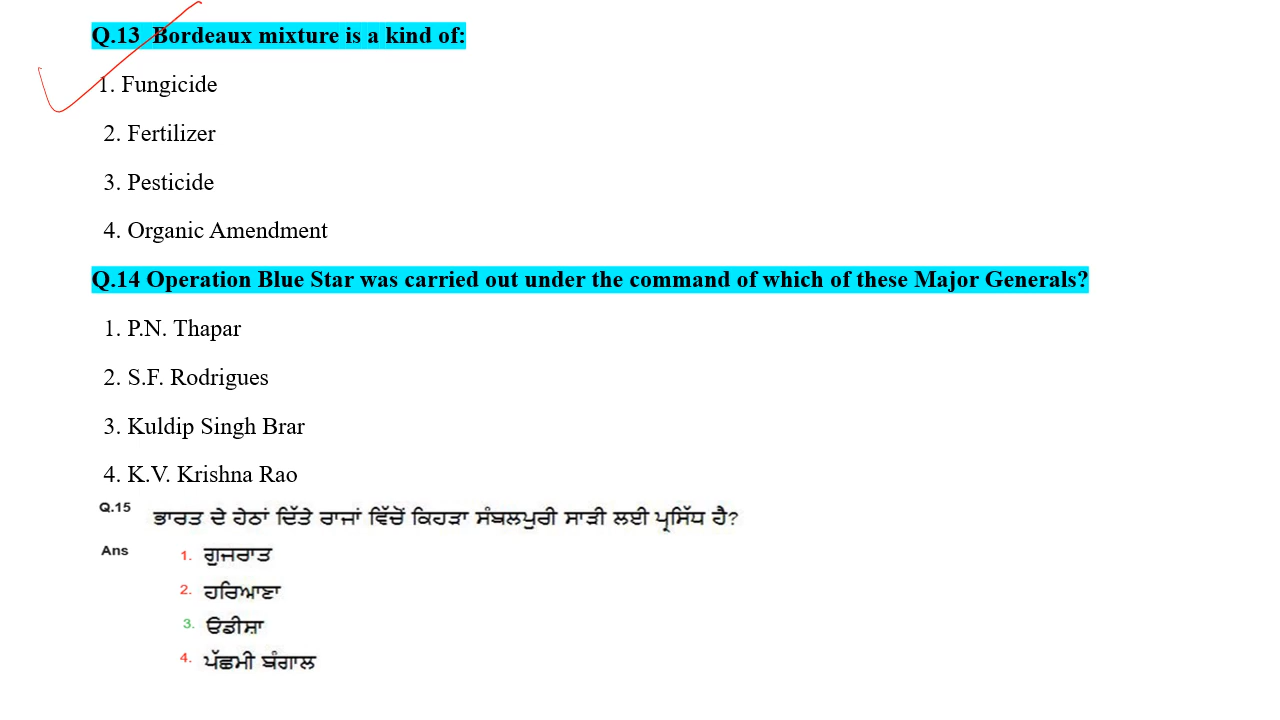 Q.13 Bordeaux mixture is a kind of:
1. Fungicide
2. Fertilizer
3. Pesticide
4. Organic Amendment
Q.14 Operation Blue Star was carried out under the command of which of these Major Generals?
1. P.N. Thapar
2. S.F. Rodrigues
3. Kuldip Singh Brar
4. K.V. Krishna Rao
Q.15 ਭਾਰਤ ਦੇ ਹੇਠਾਂ ਦਿੱਤੇ ਰਾਜਾਂ ਵਿੱਚੋਂ ਕਿਹੜਾ ਸੰਬਲਪੁਰੀ ਸਾੜੀ ਲਈ ਪ੍ਰਸਿੱਧ ਹੈ?
Ans 1. ਗੁਜਰਾਤ
2. ਹਰਿਆਣਾ
3. ਓਡੀਸ਼ਾ
4. ਪੱਛਮੀ ਬੰਗਾਲ